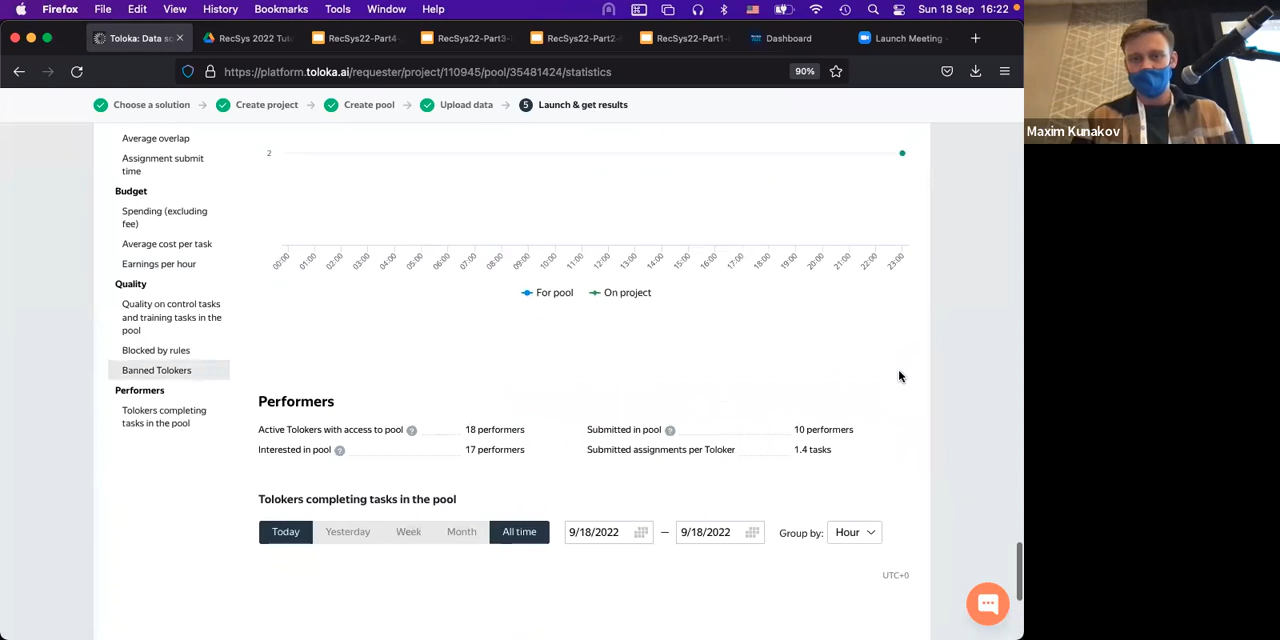 Firefox File Edit View History Bookmarks Tools Window Help Sun 18 Sep 16:22
Toloka: Data so RecSys 2022 Tuto RecSys22-Part4- RecSys22-Part3- RecSys22-Part2- RecSys22-Part1- Dashboard Launch Meeting -
https://platform.toloka.ai/requester/project/110945/pool/35481424/statistics 90%
Choose a solution Create project Create pool Upload data 5 Launch & get results
Average overlap
Assignment submit
time
Budget
Spending (excluding
fee)
Average cost per task
Earnings per hour
Quality
Quality on control tasks
and training tasks in the
pool
Blocked by rules
Banned Tolokers
Performers
Tolokers completing
tasks in the pool
2
00:00 01:00 02:00 03:00 04:00 05:00 06:00 07:00 08:00 09:00 10:00 11:00 12:00 13:00 14:00 15:00 16:00 17:00 18:00 19:00 20:00 21:00 22:00 23:00
For pool On project
Performers
Active Tolokers with access to pool ? 18 performers Submitted in pool ? 10 performers
Interested in pool ? 17 performers Submitted assignments per Toloker 1.4 tasks
Tolokers completing tasks in the pool
Today Yesterday Week Month All time 9/18/2022 — 9/18/2022 Group by: Hour
UTC+0
Maxim Kunakov